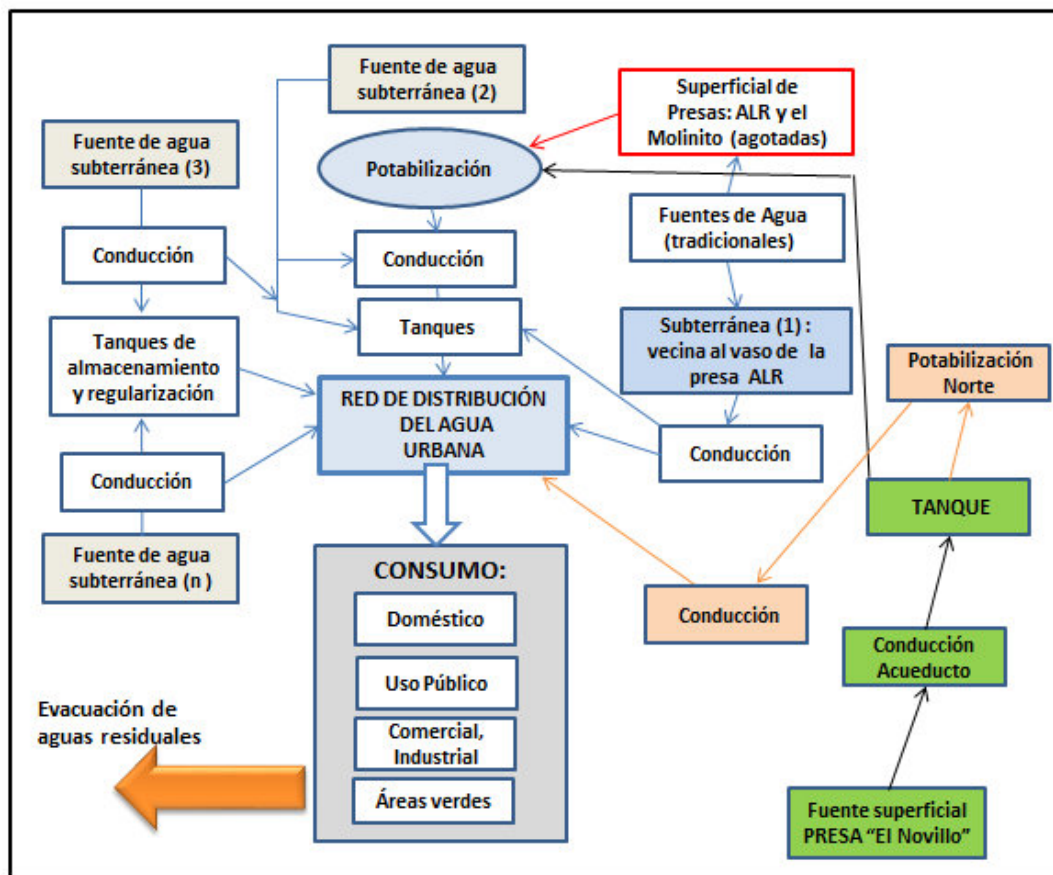 Fuente de agua
subterránea (2)
Superficial de
Presas: ALR y el
Molinito (agotadas)
Fuente de agua
subterránea (3)
Potabilización
Fuentes de Agua
(tradicionales)
Conducción
Conducción
Tanques
Tanques de
almacenamiento
y regularización
Subterránea (1) :
vecina al vaso de la
presa ALR
Potabilización
Norte
RED DE DISTRIBUCIÓN
DEL AGUA
URBANA
Conducción
Conducción
TANQUE
Fuente de agua
subterránea (n )
CONSUMO:
Doméstico
Uso Público
Comercial,
Industrial
Áreas verdes
Conducción
Conducción
Acueducto
Evacuación de
aguas residuales
Fuente superficial
PRESA “El Novillo”